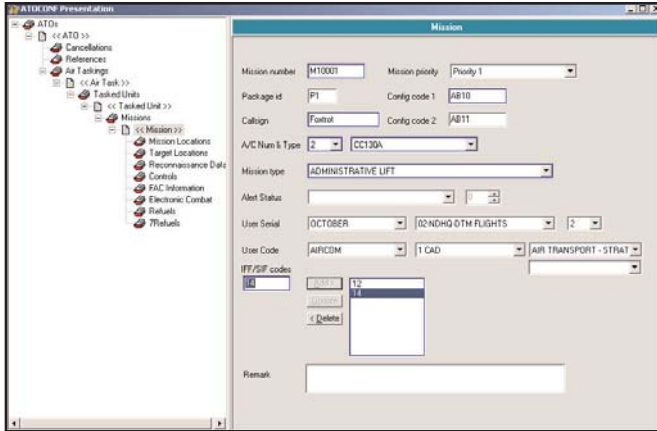 ATOCONF Presentation
ATOs
<< ATO >>
Cancellations
References
Air Taskings
<< Air Task >>
Tasked Units
<< Tasked Unit >>
Missions
<< Mission >>
Mission Locations
Target Locations
Reconnaissance Data
Controls
FAC Information
Electronic Combat
Refuels
7Refuels
Mission
Mission number M10001 Mission priority Priority 1
Package id P1 Config code 1 AB10
Callsign Foxtrot Config code 2 AB11
A/C Num & Type 2 CC130A
Mission type ADMINISTRATIVE LIFT
Alert Status 0
User Serial OCTOBER 02-NDHQ-DTM FLIGHTS 2
User Code AIRCOM 1 CAD AIR TRANSPORT - STRAT
IFF/SIF codes
14 Add > 12
Update 14
< Delete
Remark